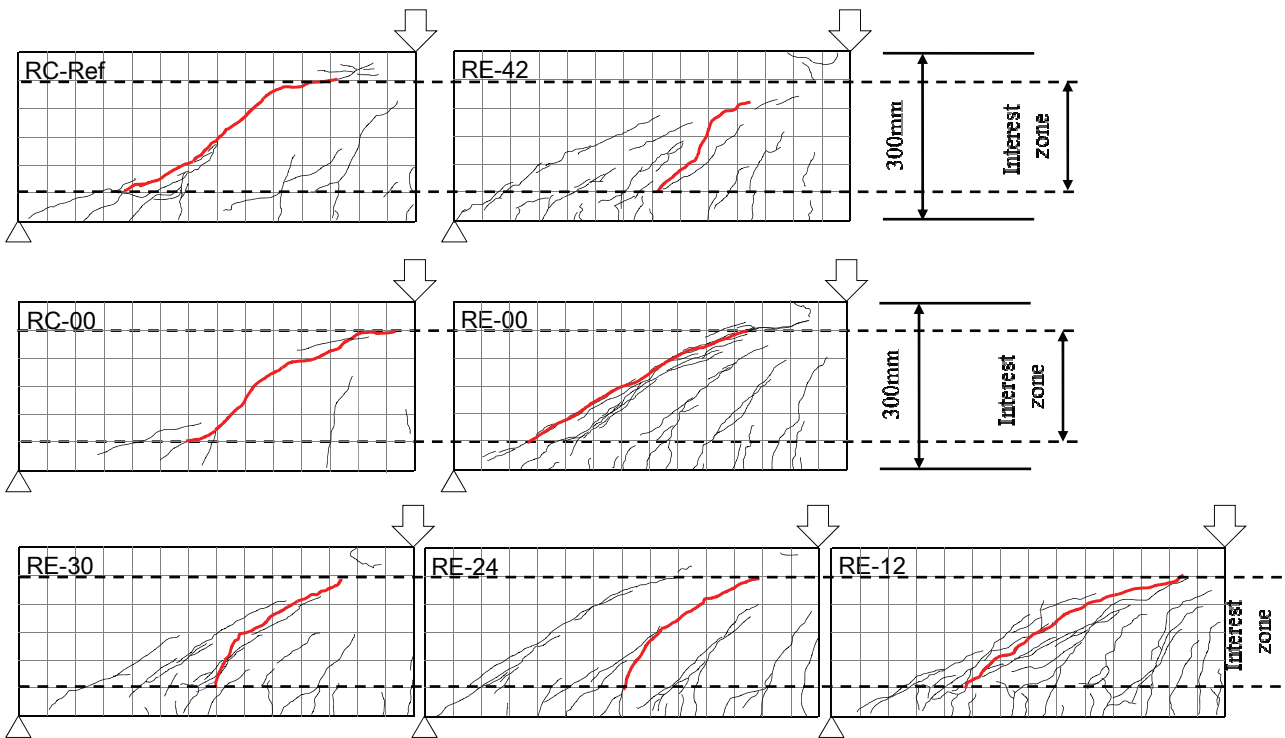 RC-Ref
RE-42
300mm
Interest
zone
RC-00
RE-00
300mm
Interest
zone
RE-30
RE-24
RE-12
Interest
zone